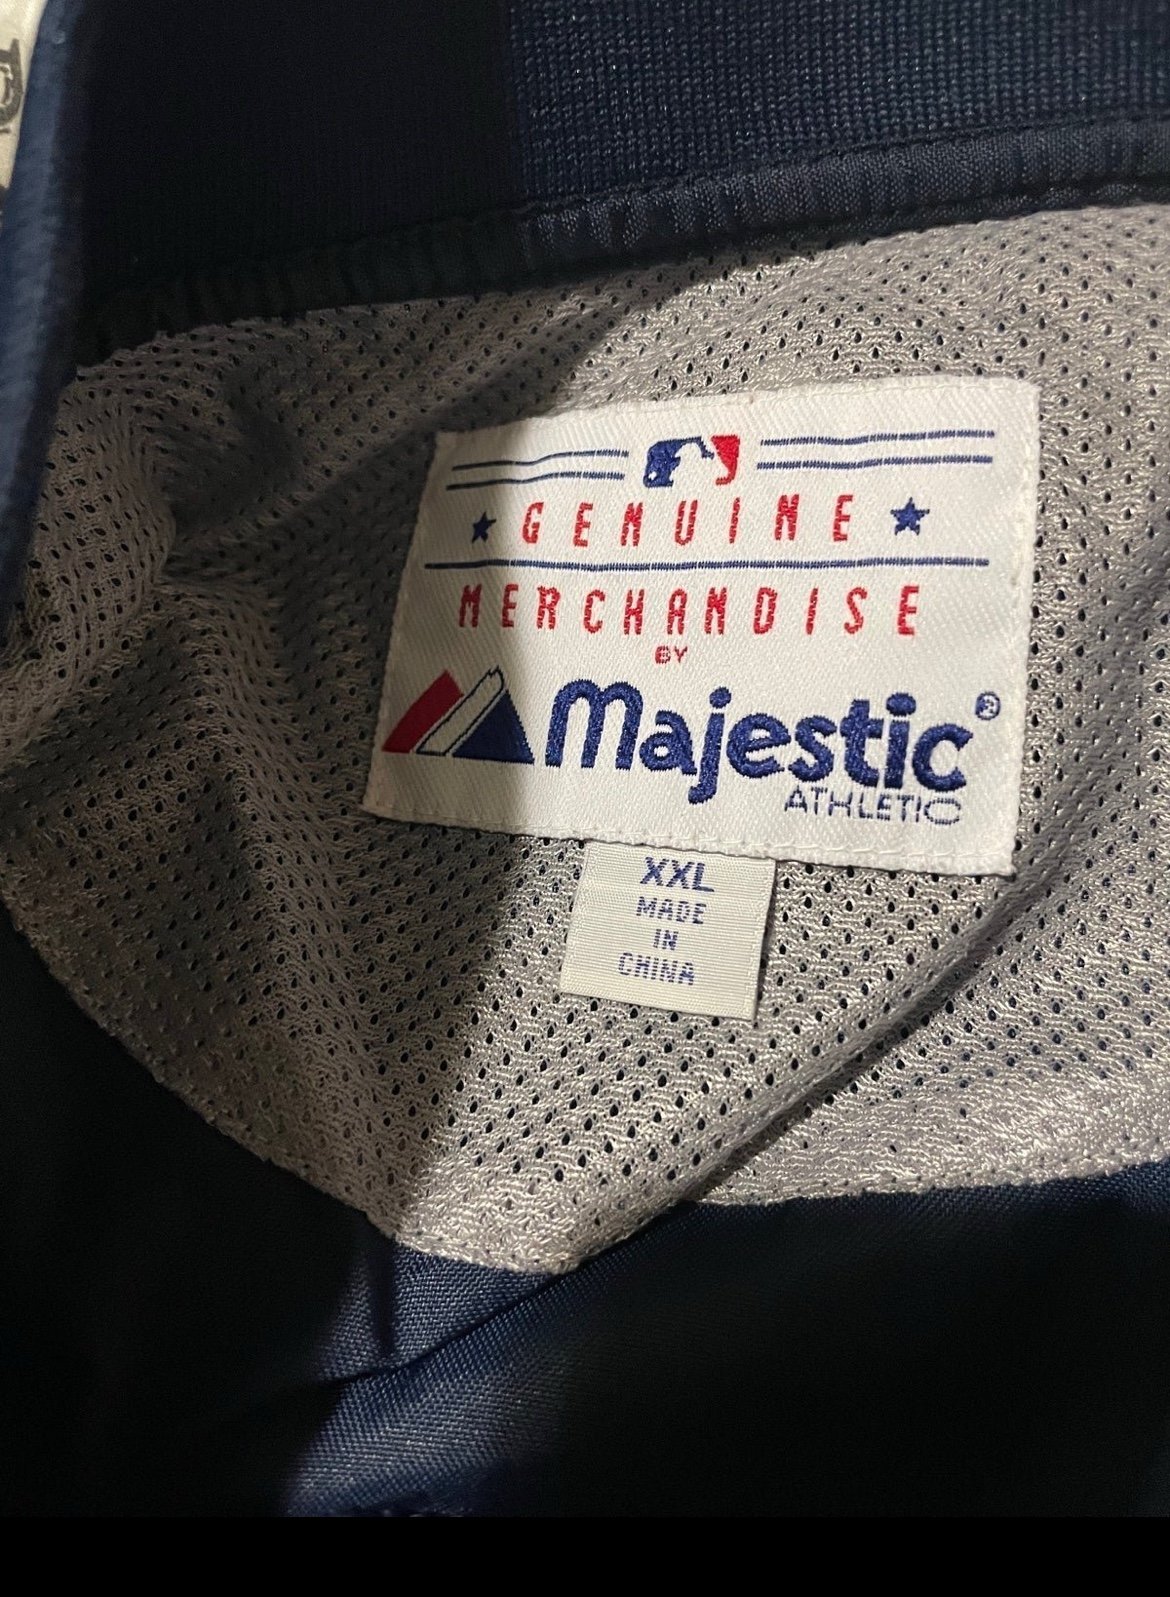 GENUINE
MERCHANDISE
BY
Majestic®
ATHLETIC
XXL
MADE
IN
CHINA